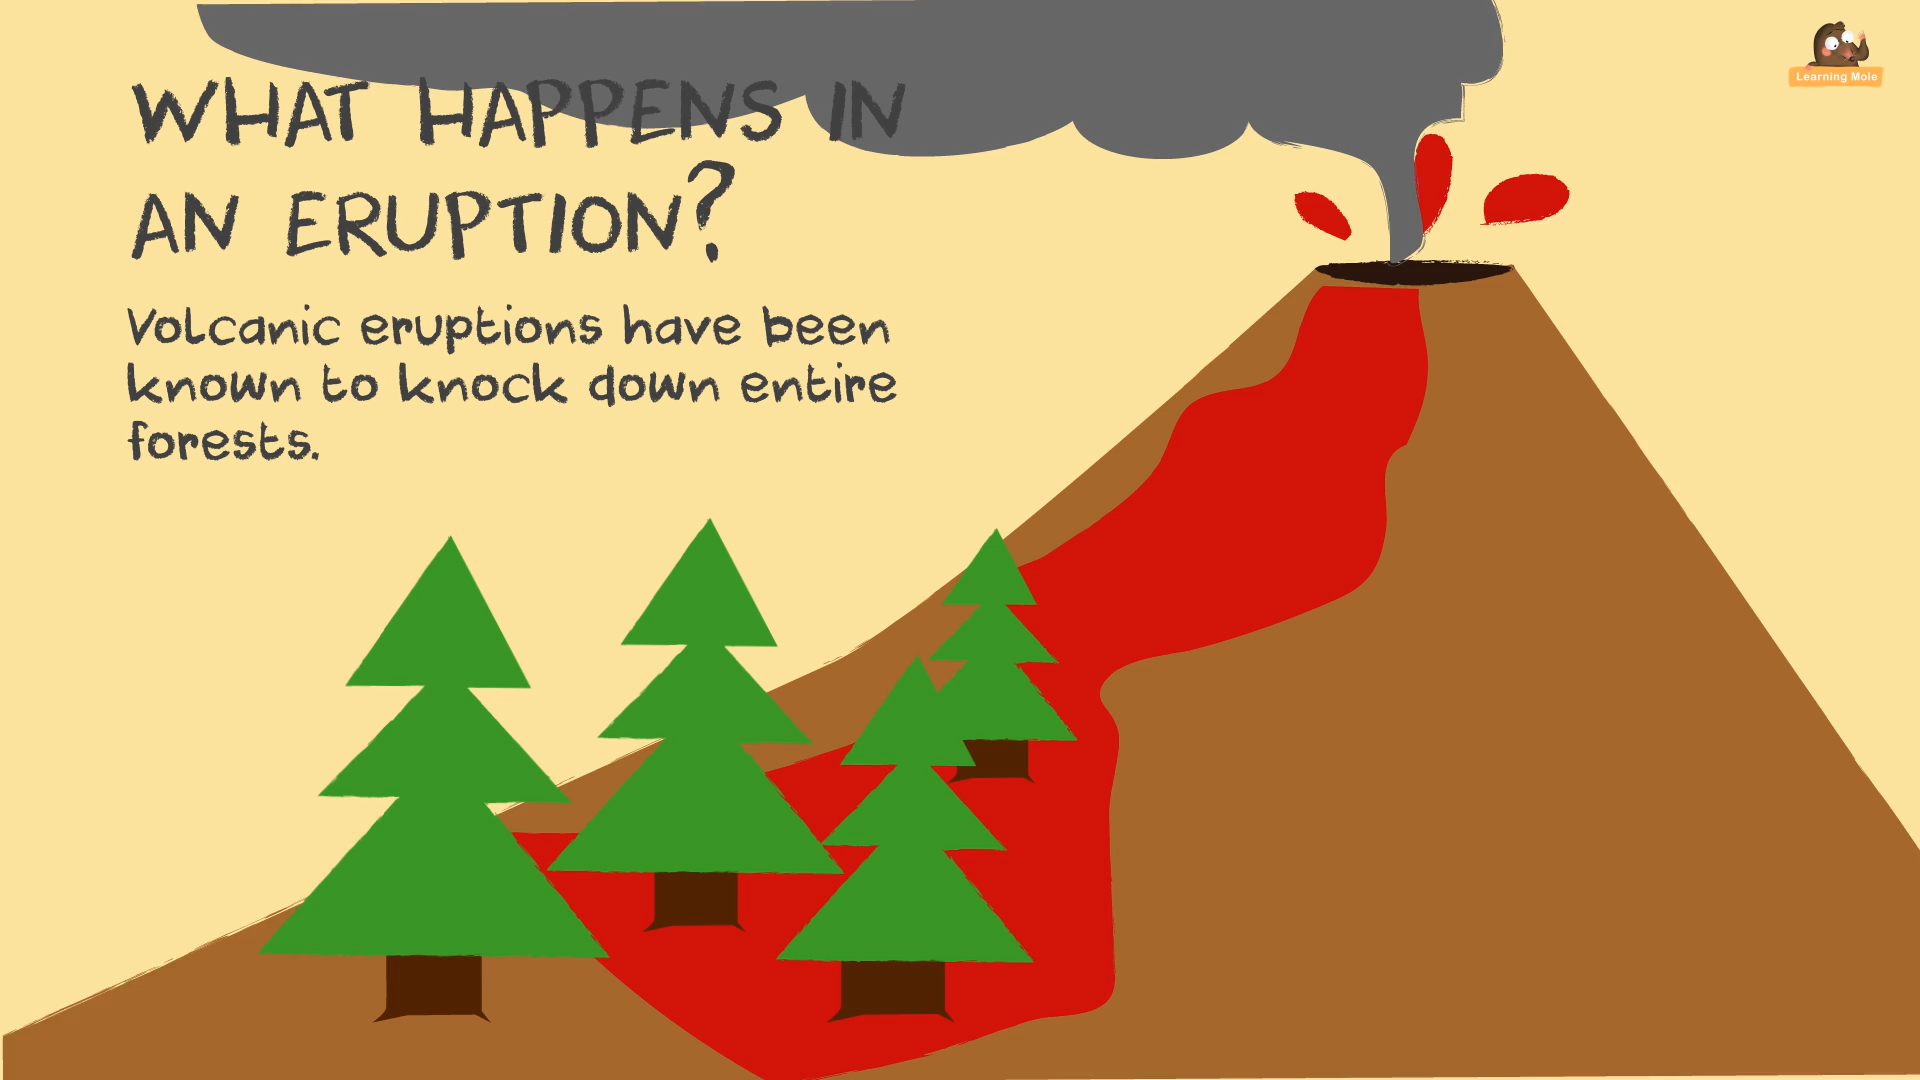 WHAT HAPPENS IN
AN ERUPTION?
Volcanic eruptions have been
known to knock down entire
forests.
Learning Mole